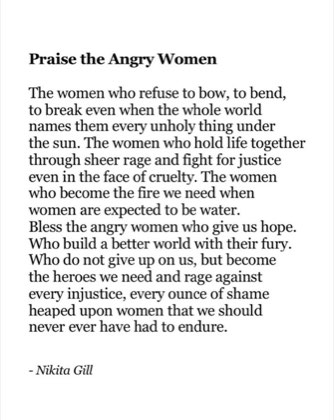 Praise the Angry Women
The women who refuse to bow, to bend,
to break even when the whole world
names them every unholy thing under
the sun. The women who hold life together
through sheer rage and fight for justice
even in the face of cruelty. The women
who become the fire we need when
women are expected to be water.
Bless the angry women who give us hope.
Who build a better world with their fury.
Who do not give up on us, but become
the heroes we need and rage against
every injustice, every ounce of shame
heaped upon women that we should
never ever have had to endure.
- Nikita Gill